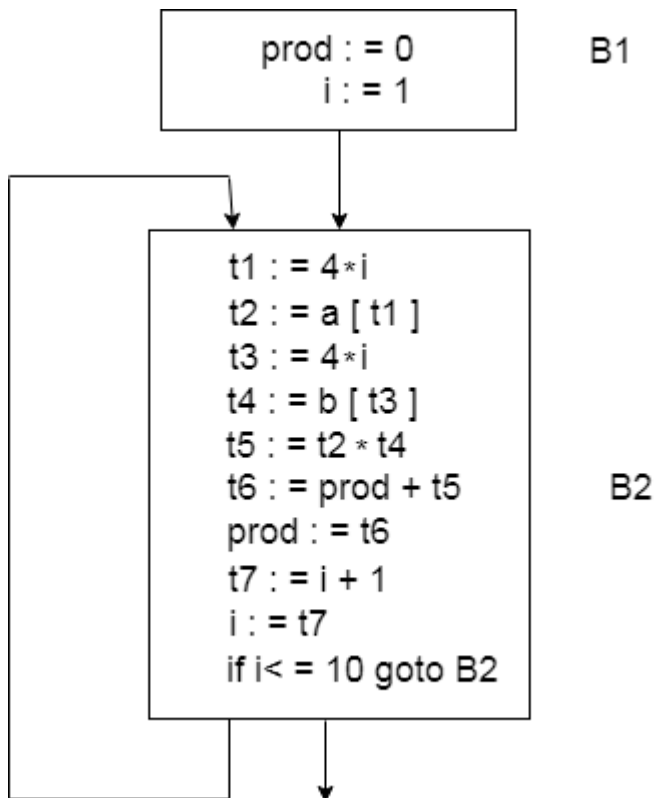 prod : = 0
i : = 1
B1
t1 : = 4*i
t2 : = a [ t1 ]
t3 : = 4*i
t4 : = b [ t3 ]
t5 : = t2 * t4
t6 : = prod + t5
B2
prod : = t6
t7 : = i + 1
i : = t7
if i< = 10 goto B2